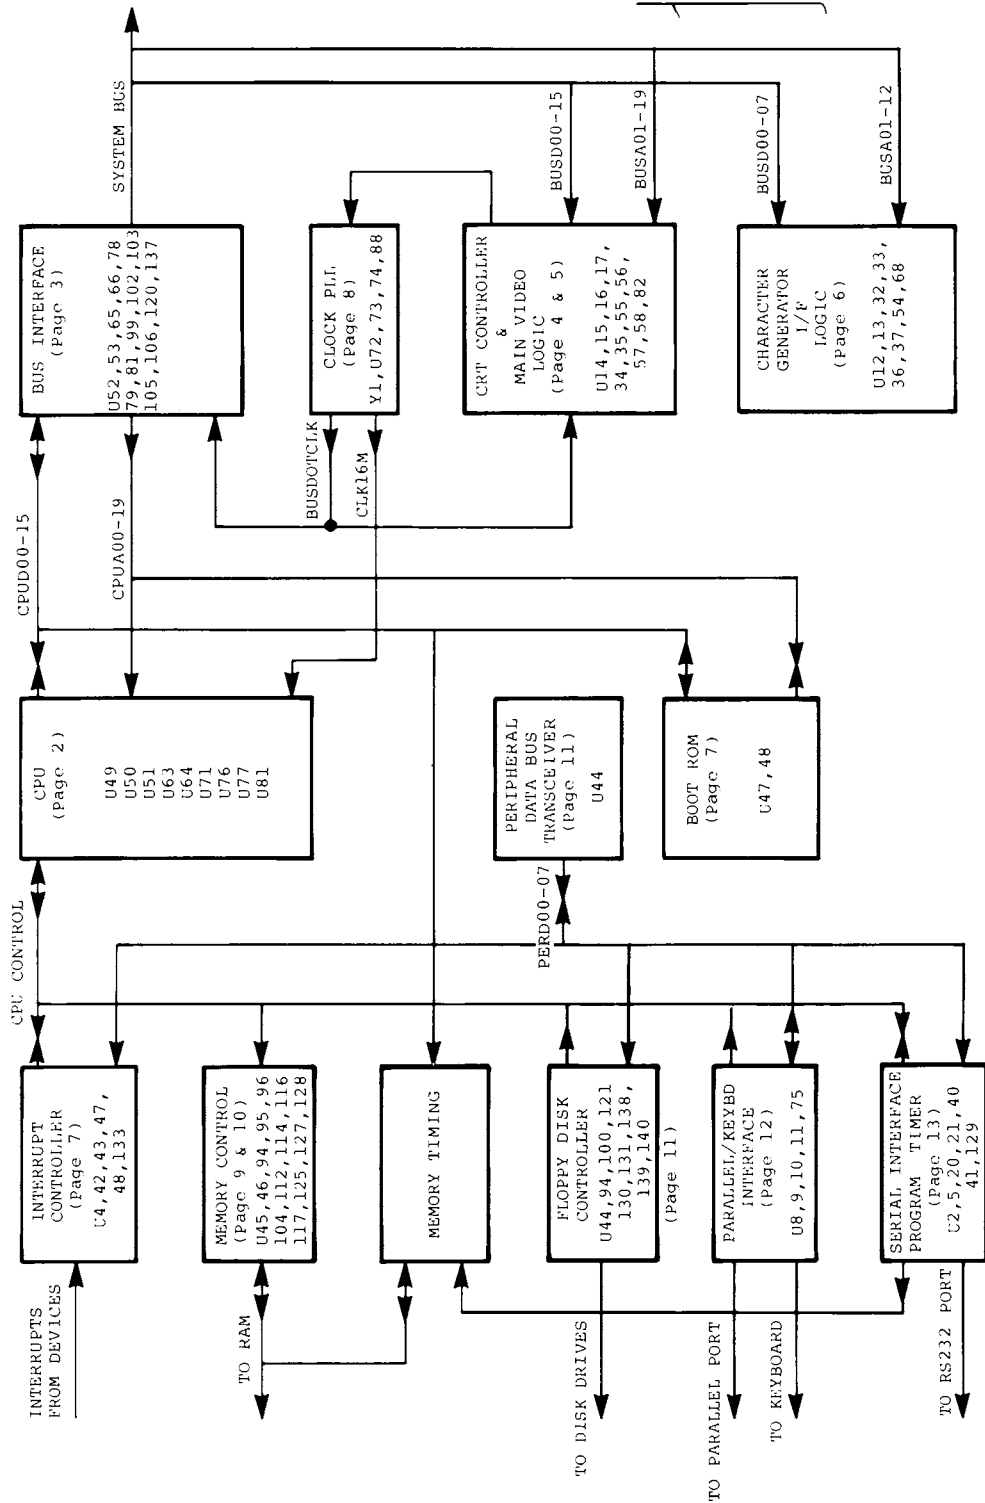 INTERRUPTS
FROM DEVICES
INTERRUPT
CONTROLLER
(Page 7)
U4,42,43,47,
48,133
CPU CONTROL
CPU
(Page 2)
U49
U50
U51
U63
U64
U71
U76
U77
U81
CPUD00-15
CPUA00-19
BUS INTERFACE
(Page 3)
U52,53,65,66,78
79,81,99,102,103
105,106,120,137
SYSTEM BUS
TO RAM
MEMORY CONTROL
(Page 9 & 10)
U45,46,94,95,96
104,112,114,116
117,125,127,128
MEMORY TIMING
BUSDOTCLK
CLK16M
CLOCK PLL
(Page 8)
Y1,U72,73,74,88
TO DISK DRIVES
FLOPPY DISK
CONTROLLER
U44,94,100,121
130,131,138,
139,140
(Page 11)
PERD00-07
PERIPHERAL
DATA BUS
TRANSCEIVER
(Page 11)
U44
CRT CONTROLLER
&
MAIN VIDEO
LOGIC
(Page 4 & 5)
U14,15,16,17,
34,35,55,56,
57,58,82
BUSD00-15
BUSA01-19
TO PARALLEL PORT
TO KEYBOARD
PARALLEL/KEYBD
INTERFACE
(Page 12)
U8,9,10,11,75
BOOT ROM
(Page 7)
U47,48
CHARACTER
GENERATOR
I/F
LOGIC
(Page 6)
U12,13,32,33,
36,37,54,68
BUSD00-07
BUSA01-12
TO RS232 PORT
SERIAL INTERFACE
PROGRAM TIMER
(Page 13)
U2,5,20,21,40
41,129